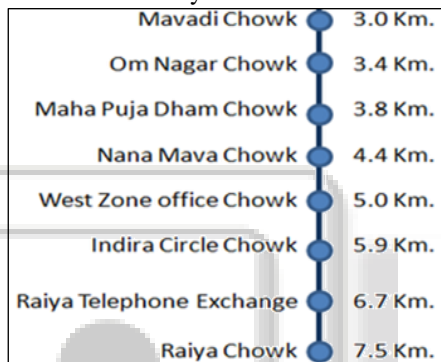 Mavadi Chowk 3.0 Km.
Om Nagar Chowk 3.4 Km.
Maha Puja Dham Chowk 3.8 Km.
Nana Mava Chowk 4.4 Km.
West Zone office Chowk 5.0 Km.
Indira Circle Chowk 5.9 Km.
Raiya Telephone Exchange 6.7 Km.
Raiya Chowk 7.5 Km.